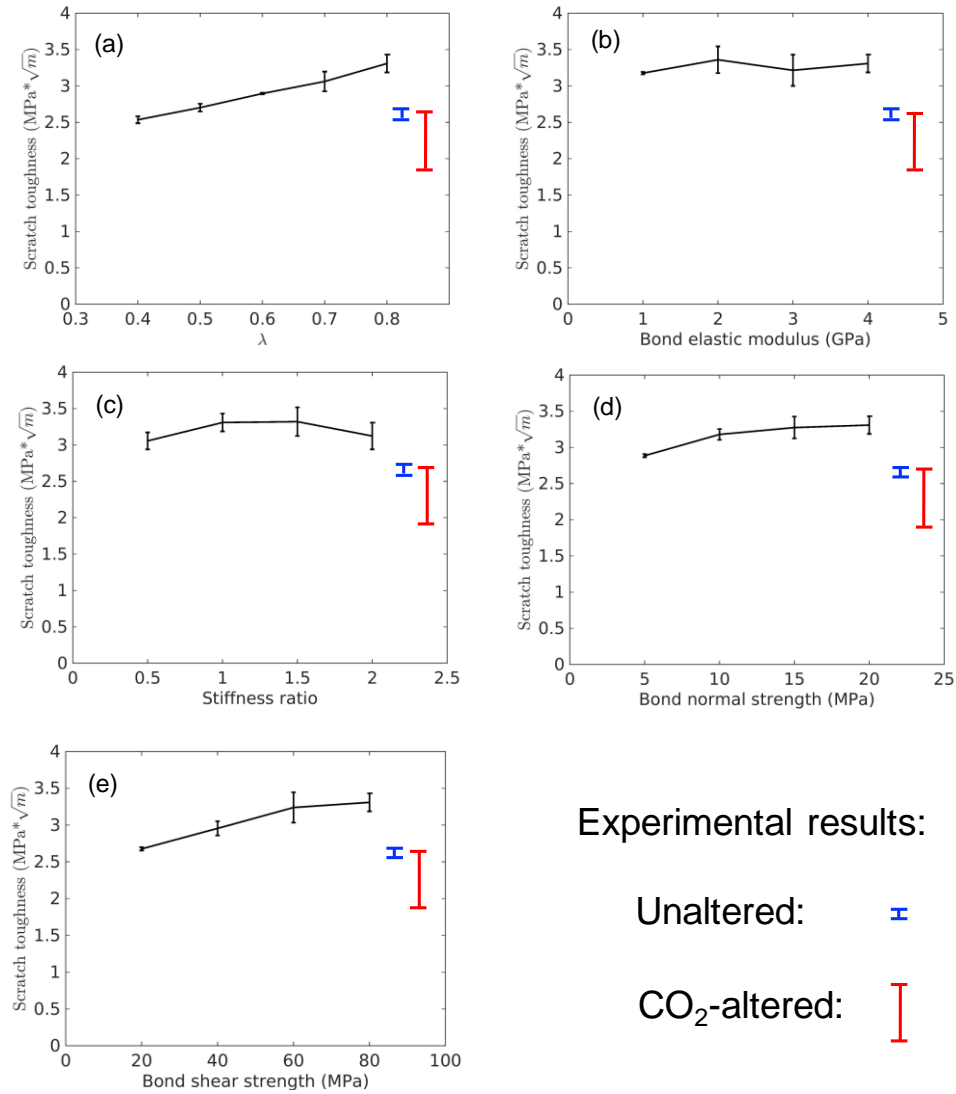 (a)
Scratch toughness (MPa*√m)
4
3.5
3
2.5
2
1.5
1
0.5
0
0.3 0.4 0.5 0.6 0.7 0.8
λ
(b)
Scratch toughness (MPa*√m)
4
3.5
3
2.5
2
1.5
1
0.5
0
0 1 2 3 4 5
Bond elastic modulus (GPa)
(c)
Scratch toughness (MPa*√m)
4
3.5
3
2.5
2
1.5
1
0.5
0
0 0.5 1 1.5 2 2.5
Stiffness ratio
(d)
Scratch toughness (MPa*√m)
4
3.5
3
2.5
2
1.5
1
0.5
0
0 5 10 15 20 25
Bond normal strength (MPa)
(e)
Scratch toughness (MPa*√m)
4
3.5
3
2.5
2
1.5
1
0.5
0
0 20 40 60 80 100
Bond shear strength (MPa)
Experimental results:
Unaltered:
CO₂-altered: